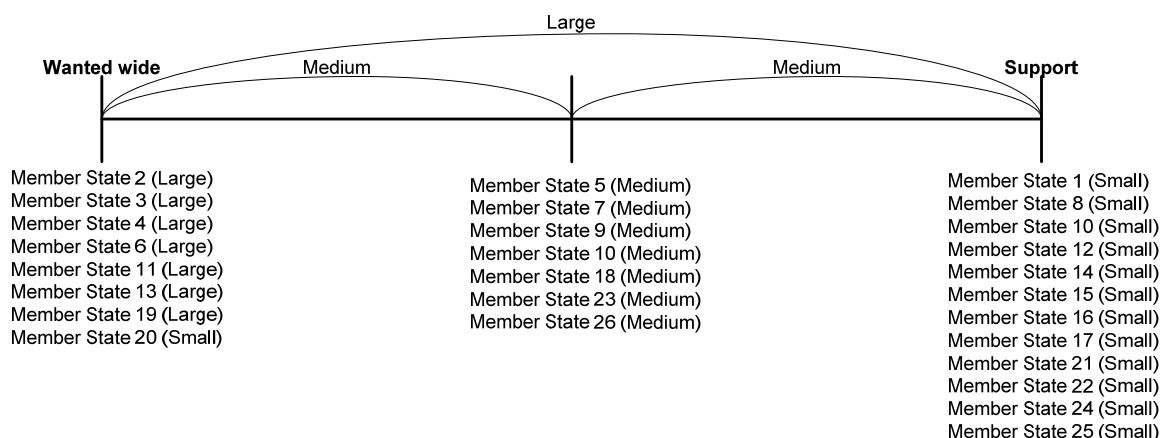 Large
Wanted wide
Medium
Medium
Support
Member State 2 (Large)
Member State 3 (Large)
Member State 4 (Large)
Member State 6 (Large)
Member State 11 (Large)
Member State 13 (Large)
Member State 19 (Large)
Member State 20 (Small)
Member State 5 (Medium)
Member State 7 (Medium)
Member State 9 (Medium)
Member State 10 (Medium)
Member State 18 (Medium)
Member State 23 (Medium)
Member State 26 (Medium)
Member State 1 (Small)
Member State 8 (Small)
Member State 10 (Small)
Member State 12 (Small)
Member State 14 (Small)
Member State 15 (Small)
Member State 16 (Small)
Member State 17 (Small)
Member State 21 (Small)
Member State 22 (Small)
Member State 24 (Small)
Member State 25 (Small)